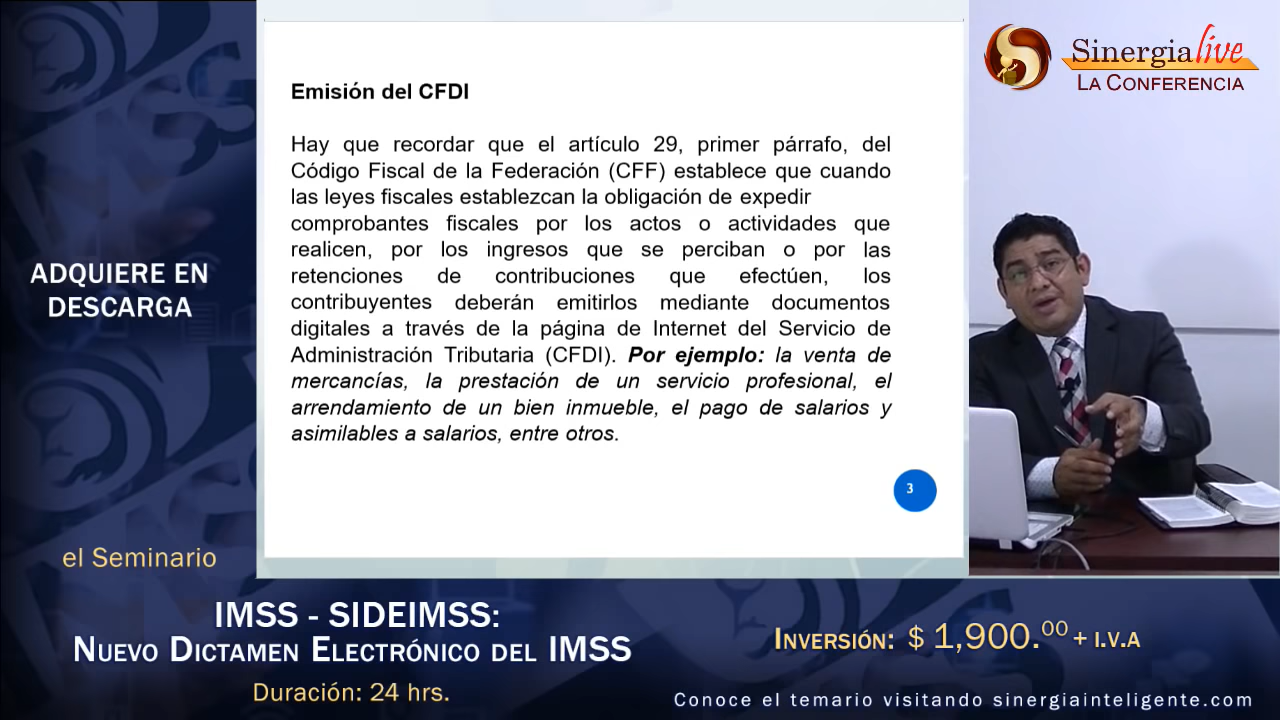 Emisión del CFDI
Hay que recordar que el artículo 29, primer párrafo, del
Código Fiscal de la Federación (CFF) establece que cuando
las leyes fiscales establezcan la obligación de expedir
comprobantes fiscales por los actos o actividades que
realicen, por los ingresos que se perciban o por las
retenciones de contribuciones que efectúen, los
contribuyentes deberán emitirlos mediante documentos
digitales a través de la página de Internet del Servicio de
Administración Tributaria (CFDI). Por ejemplo: la venta de
mercancías, la prestación de un servicio profesional, el
arrendamiento de un bien inmueble, el pago de salarios y
asimilables a salarios, entre otros.
3
Sinergialive
LA CONFERENCIA
ADQUIERE EN
DESCARGA
el Seminario
IMSS - SIDEIMSS:
NUEVO DICTAMEN ELECTRÓNICO DEL IMSS
Duración: 24 hrs.
INVERSIÓN: $ 1,900.00 + I.V.A
Conoce el temario visitando sinergiainteligente.com